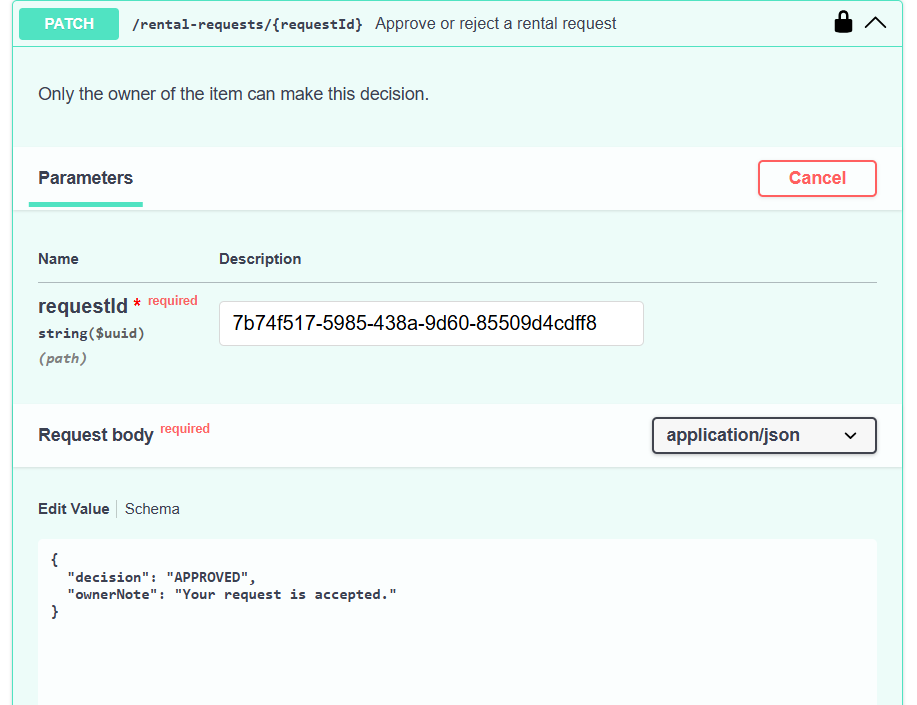 PATCH /rental-requests/{requestId} Approve or reject a rental request
Only the owner of the item can make this decision.
Parameters
Cancel
Name Description
requestId * required
string($uuid)
(path)
7b74f517-5985-438a-9d60-85509d4cdff8
Request body required
application/json
Edit Value Schema
{
  "decision": "APPROVED",
  "ownerNote": "Your request is accepted."
}